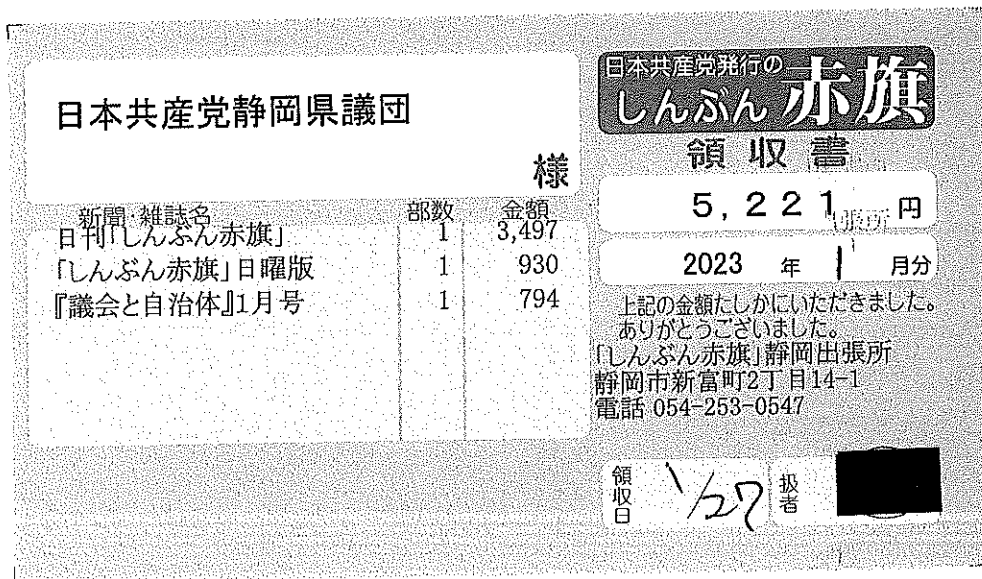 日本共産党静岡県議団
様
新聞・雑誌名 部数 金額
日刊「しんぶん赤旗」 1 3,497
「しんぶん赤旗」日曜版 1 930
『議会と自治体』1月号 1 794
日本共産党発行の
しんぶん赤旗
領収書
5,221円
2023年1月分
上記の金額たしかにいただきました。
ありがとうございました。
「しんぶん赤旗」静岡出張所
静岡市新富町2丁目14-1
電話 054-253-0547
領収日 1/27 扱者